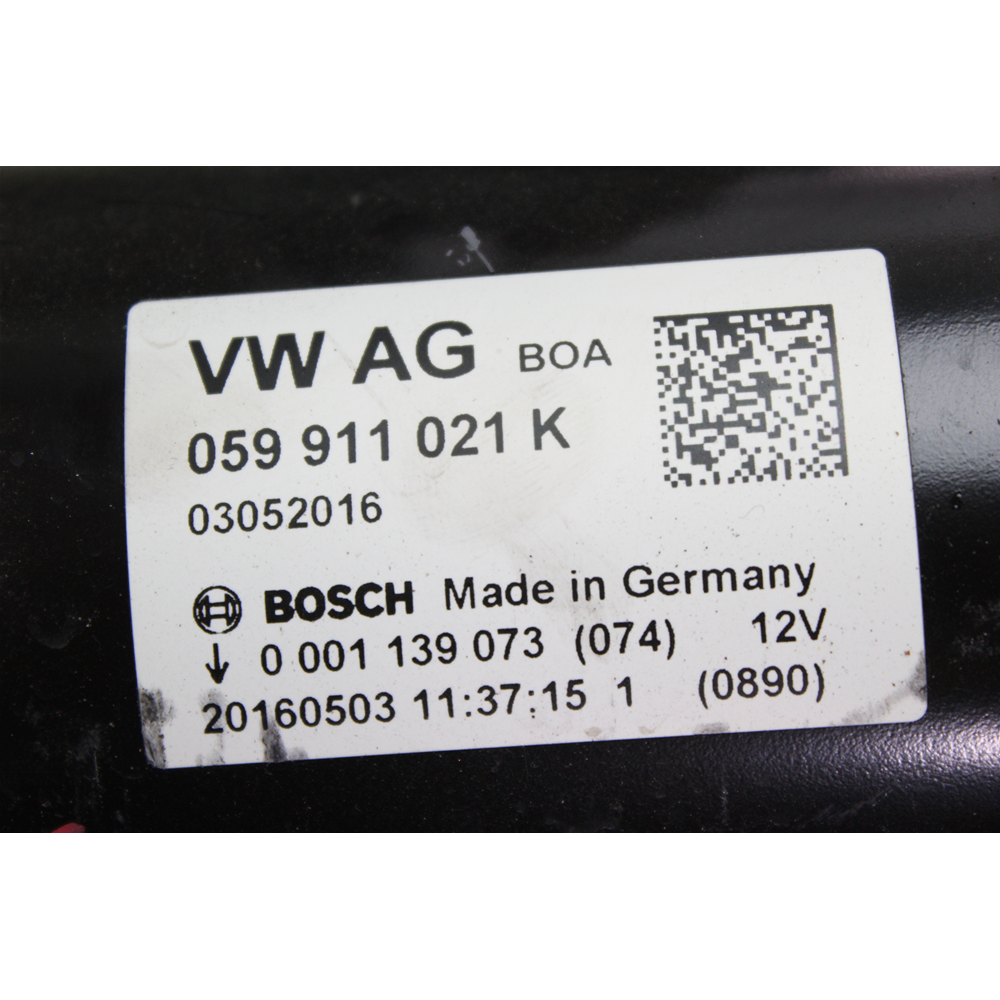 VW AG BOA
059 911 021 K
03052016
BOSCH Made in Germany
0 001 139 073 (074) 12V
20160503 11:37:15 1 (0890)